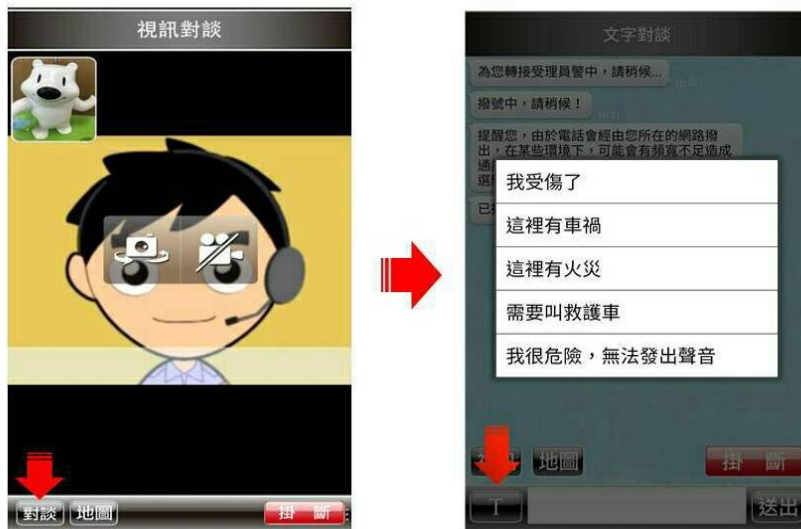 視訊對談
對談
地圖
掛 斷
文字對談
為您轉接受理員警中，請稍候...
10:51
撥號中，請稍候！
10:51
提醒您，由於電話會經由您所在的網路撥
出，在某些環境下，可能會有頻寬不足造成
我受傷了
這裡有車禍
這裡有火災
需要叫救護車
我很危險，無法發出聲音
地圖
掛 斷
T
送出